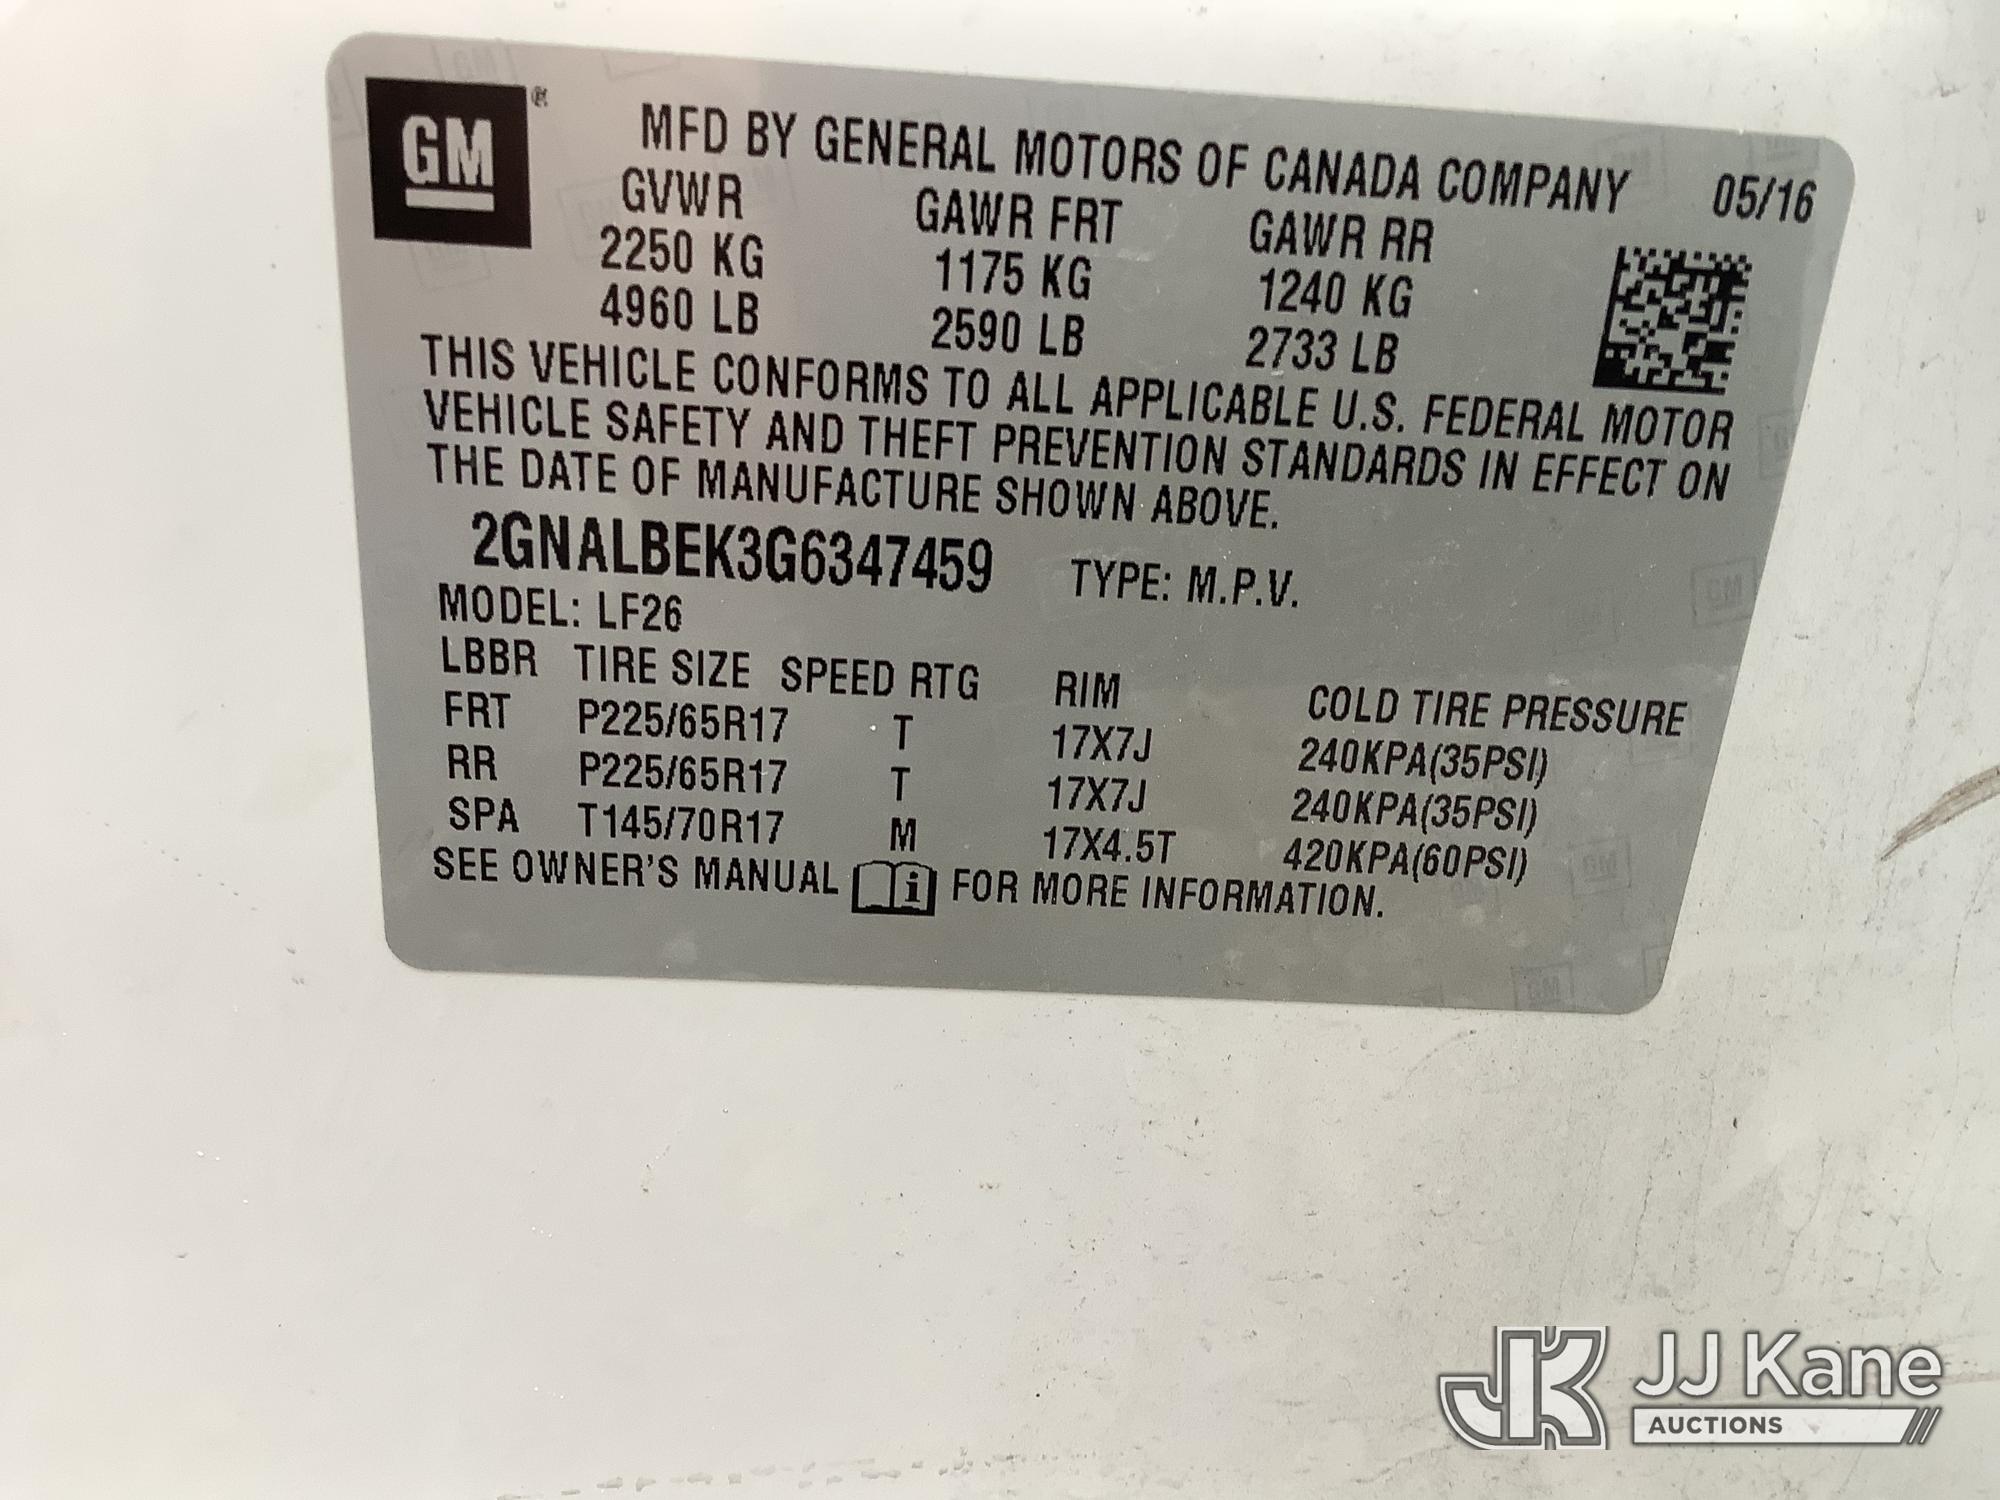 GM®
MFD BY GENERAL MOTORS OF CANADA COMPANY 05/16
GVWR GAWR FRT GAWR RR
2250 KG 1175 KG 1240 KG
4960 LB 2590 LB 2733 LB
THIS VEHICLE CONFORMS TO ALL APPLICABLE U.S. FEDERAL MOTOR
VEHICLE SAFETY AND THEFT PREVENTION STANDARDS IN EFFECT ON
THE DATE OF MANUFACTURE SHOWN ABOVE.
2GNALBEK3G6347459 TYPE: M.P.V.
MODEL: LF26
LBBR TIRE SIZE SPEED RTG RIM COLD TIRE PRESSURE
FRT P225/65R17 T 17X7J 240KPA(35PSI)
RR P225/65R17 T 17X7J 240KPA(35PSI)
SPA T145/70R17 M 17X4.5T 420KPA(60PSI)
SEE OWNER'S MANUAL i FOR MORE INFORMATION.
JK JJ Kane
AUCTIONS